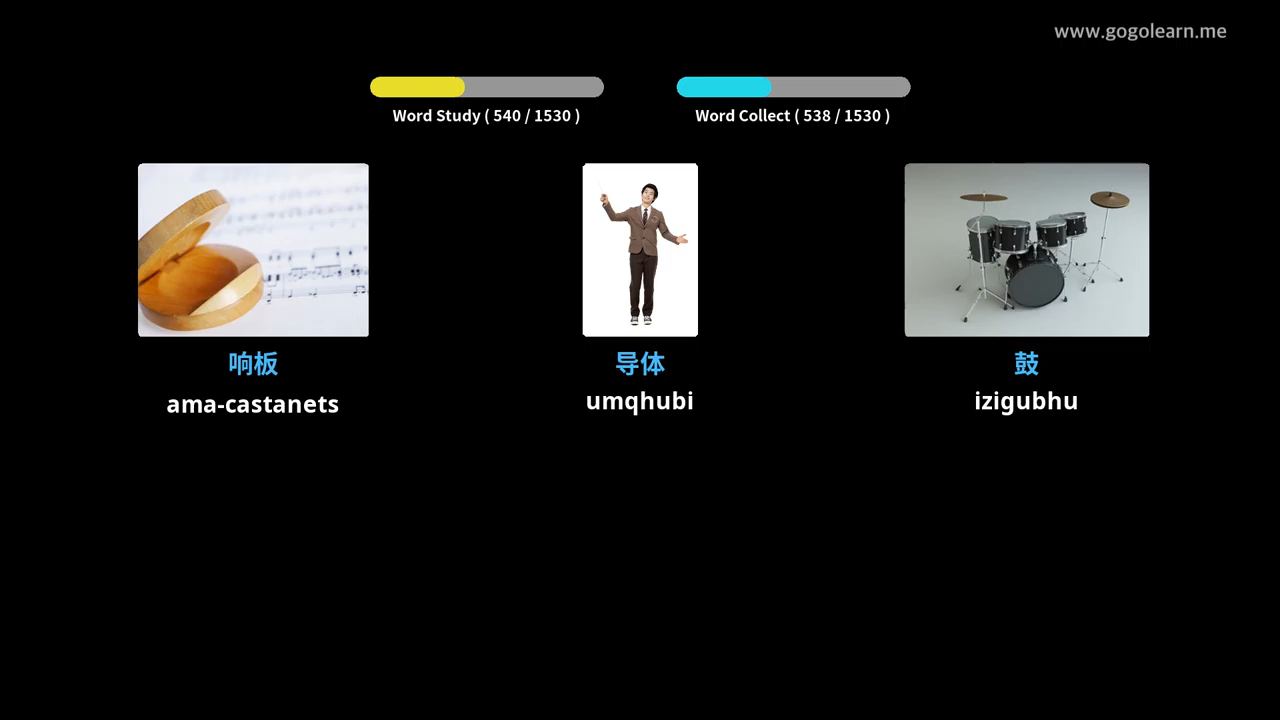 www.gogolearn.me
Word Study ( 540 / 1530 )
Word Collect ( 538 / 1530 )
响板
导体
鼓
ama-castanets
umqhubi
izigubhu